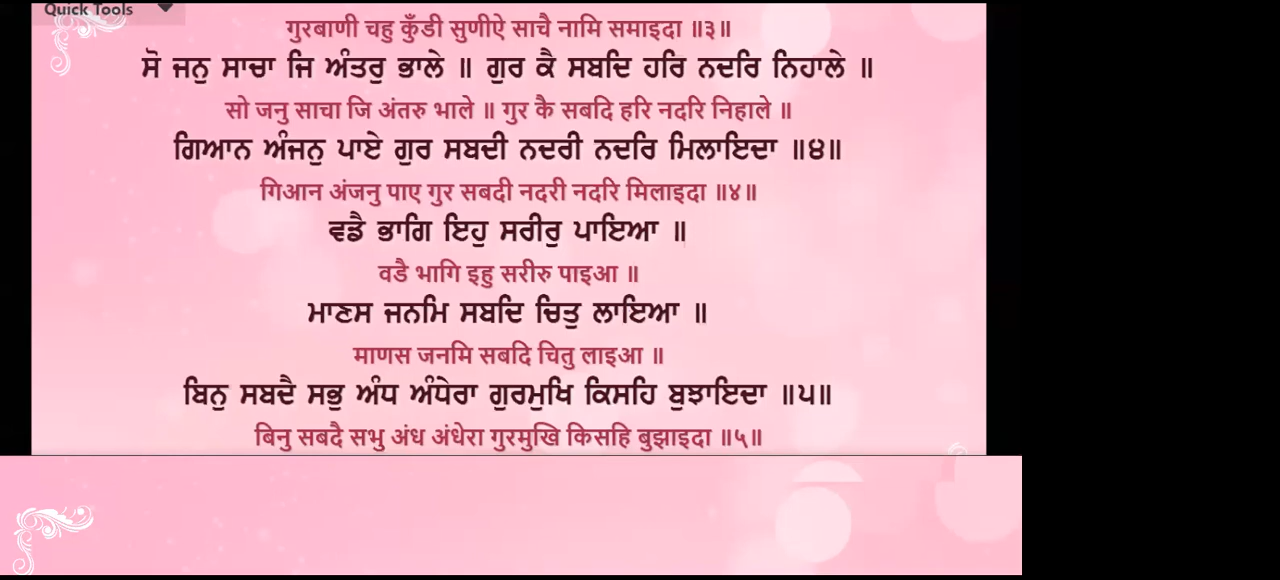 Quick Tools
गुरबाणी चहु कुँडी सुणीऐ साचै नामि समाइदा ॥३॥
ਸੋ ਜਨੁ ਸਾਚਾ ਜਿ ਅੰਤਰੁ ਭਾਲੇ ॥ ਗੁਰ ਕੈ ਸਬਦਿ ਹਰਿ ਨਦਰਿ ਨਿਹਾਲੇ ॥
सो जनु साचा जि अंतरु भाले ॥ गुर कै सबदि हरि नदरि निहाले ॥
ਗਿਆਨ ਅੰਜਨੁ ਪਾਏ ਗੁਰ ਸਬਦੀ ਨਦਰੀ ਨਦਰਿ ਮਿਲਾਇਦਾ ॥੪॥
गिआन अंजनु पाए गुर सबदी नदरी नदरि मिलाइदा ॥४॥
ਵਡੈ ਭਾਗਿ ਇਹੁ ਸਰੀਰੁ ਪਾਇਆ ॥
वडै भागि इहु सरीरु पाइआ ॥
ਮਾਣਸ ਜਨਮਿ ਸਬਦਿ ਚਿਤੁ ਲਾਇਆ ॥
माणस जनमि सबदि चितु लाइआ ॥
ਬਿਨੁ ਸਬਦੈ ਸਭੁ ਅੰਧ ਅੰਧੇਰਾ ਗੁਰਮੁਖਿ ਕਿਸਹਿ ਬੁਝਾਇਦਾ ॥੫॥
बिनु सबदै सभु अंध अंधेरा गुरमुखि किसहि बुझाइदा ॥५॥